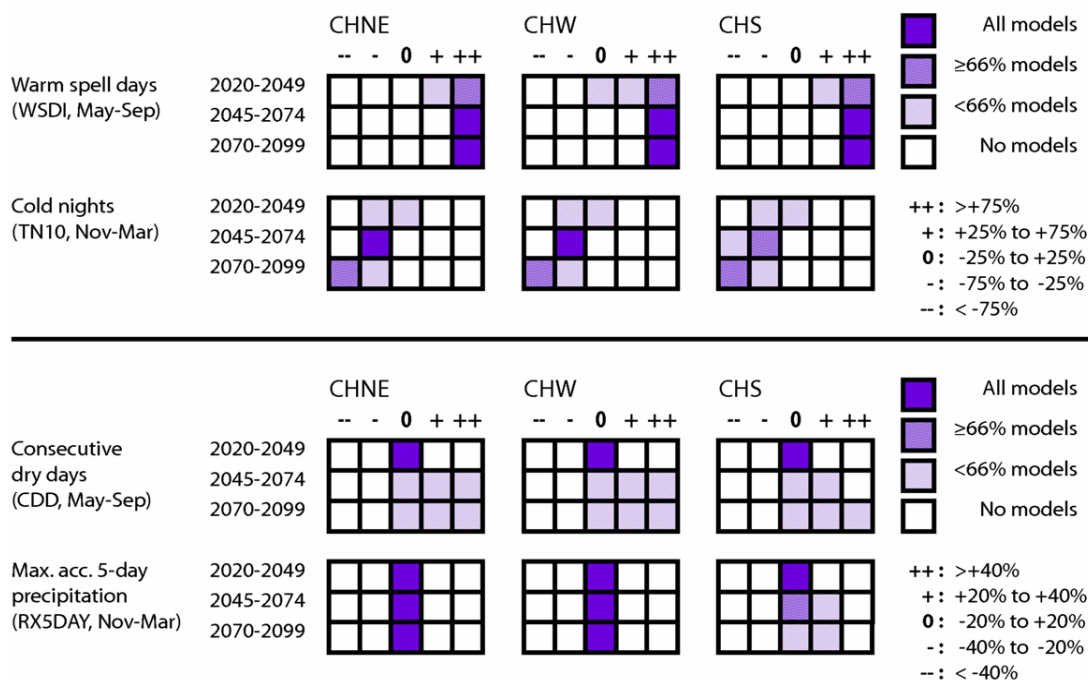 CHNE CHW CHS
-- - 0 + ++ -- - 0 + ++ -- - 0 + ++
All models
≥66% models
<66% models
No models
Warm spell days
(WSDI, May-Sep)
2020-2049
2045-2074
2070-2099
Cold nights
(TN10, Nov-Mar)
2020-2049
2045-2074
2070-2099
++ : >+75%
+ : +25% to +75%
0 : -25% to +25%
- : -75% to -25%
-- : < -75%
CHNE CHW CHS
-- - 0 + ++ -- - 0 + ++ -- - 0 + ++
All models
≥66% models
<66% models
No models
Consecutive
dry days
(CDD, May-Sep)
2020-2049
2045-2074
2070-2099
Max. acc. 5-day
precipitation
(RX5DAY, Nov-Mar)
2020-2049
2045-2074
2070-2099
++ : >+40%
+ : +20% to +40%
0 : -20% to +20%
- : -40% to -20%
-- : < -40%